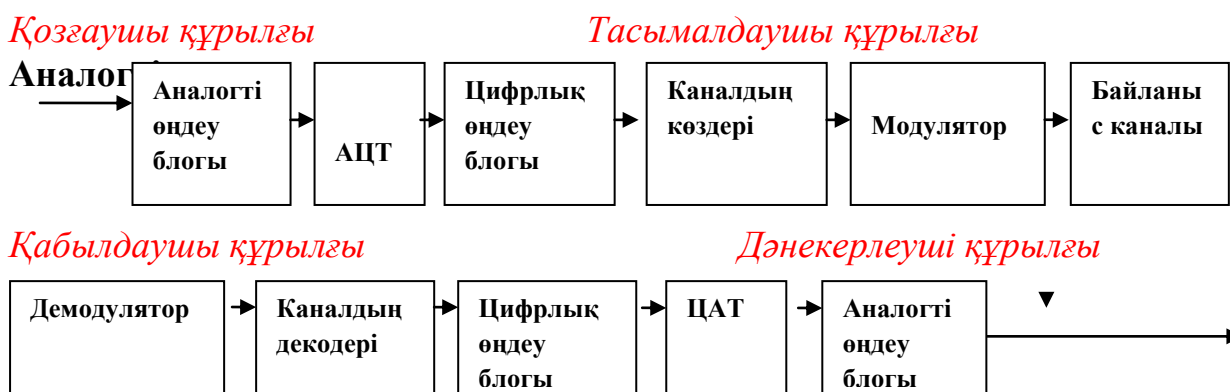 Қозғаушы құрылғы
Тасымалдаушы құрылғы
Аналогті
өңдеу
блогы
АЦТ
Цифрлық
өңдеу
блогы
Каналдың
көздері
Модулятор
Байланы
с каналы
Қабылдаушы құрылғы
Дәнекерлеуші құрылғы
Демодулятор
Каналдың
декодері
Цифрлық
өңдеу
блогы
ЦАТ
Аналогті
өңдеу
блогы